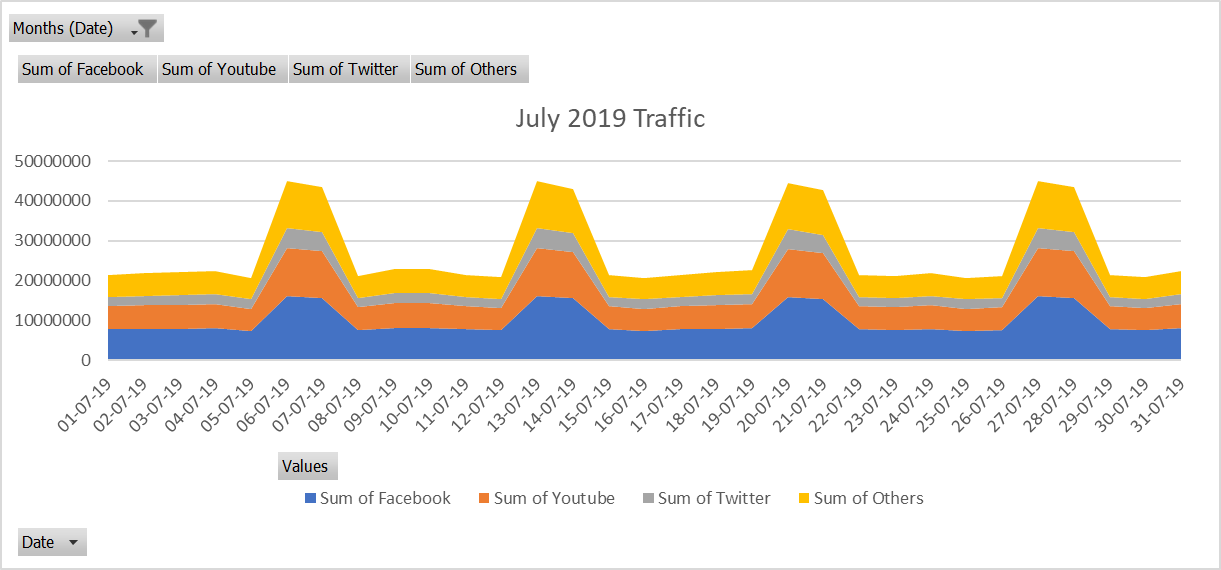 Months (Date)
Sum of Facebook Sum of Youtube Sum of Twitter Sum of Others
July 2019 Traffic
50000000
40000000
30000000
20000000
10000000
0
01-07-19 02-07-19 03-07-19 04-07-19 05-07-19 06-07-19 07-07-19 08-07-19 09-07-19 10-07-19 11-07-19 12-07-19 13-07-19 14-07-19 15-07-19 16-07-19 17-07-19 18-07-19 19-07-19 20-07-19 21-07-19 22-07-19 23-07-19 24-07-19 25-07-19 26-07-19 27-07-19 28-07-19 29-07-19 30-07-19 31-07-19
Values
Sum of Facebook Sum of Youtube Sum of Twitter Sum of Others
Date